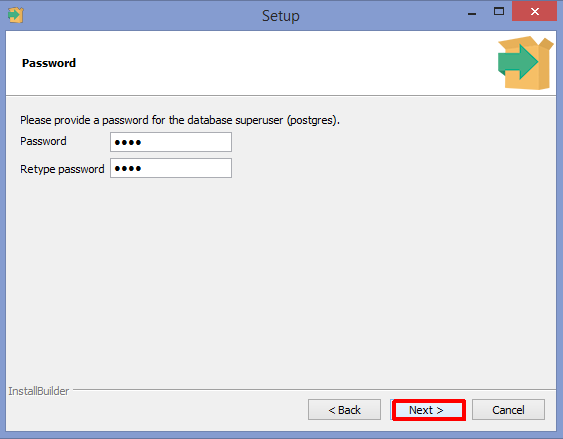 Setup
Password
Please provide a password for the database superuser (postgres).
Password ••••
Retype password ••••
InstallBuilder
< Back Next > Cancel